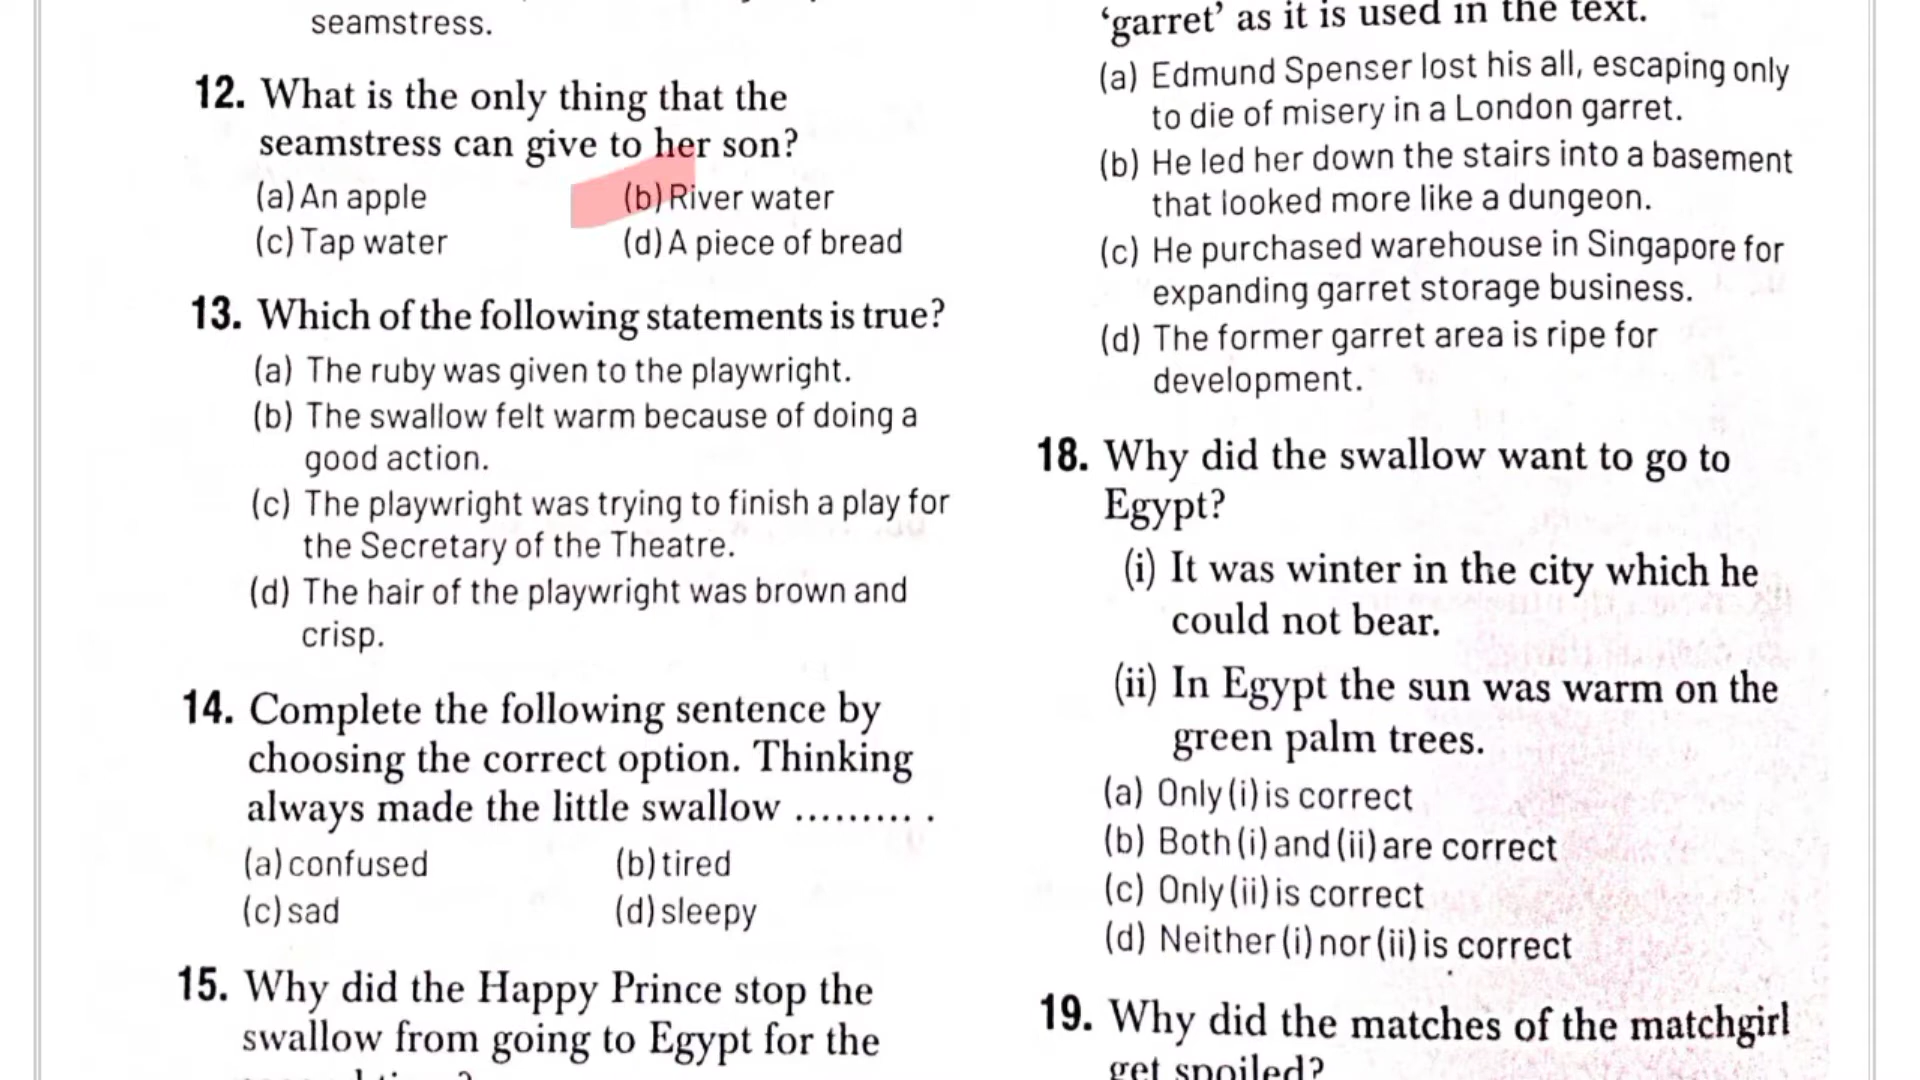 seamstress.
12. What is the only thing that the
seamstress can give to her son?
(a) An apple (b) River water
(c) Tap water (d) A piece of bread
13. Which of the following statements is true?
(a) The ruby was given to the playwright.
(b) The swallow felt warm because of doing a
good action.
(c) The playwright was trying to finish a play for
the Secretary of the Theatre.
(d) The hair of the playwright was brown and
crisp.
14. Complete the following sentence by
choosing the correct option. Thinking
always made the little swallow ......... .
(a) confused (b) tired
(c) sad (d) sleepy
15. Why did the Happy Prince stop the
swallow from going to Egypt for the
'garret' as it is used in the text.
(a) Edmund Spenser lost his all, escaping only
to die of misery in a London garret.
(b) He led her down the stairs into a basement
that looked more like a dungeon.
(c) He purchased warehouse in Singapore for
expanding garret storage business.
(d) The former garret area is ripe for
development.
18. Why did the swallow want to go to
Egypt?
(i) It was winter in the city which he
could not bear.
(ii) In Egypt the sun was warm on the
green palm trees.
(a) Only (i) is correct
(b) Both (i) and (ii) are correct
(c) Only (ii) is correct
(d) Neither (i) nor (ii) is correct
19. Why did the matches of the matchgirl
get spoiled?